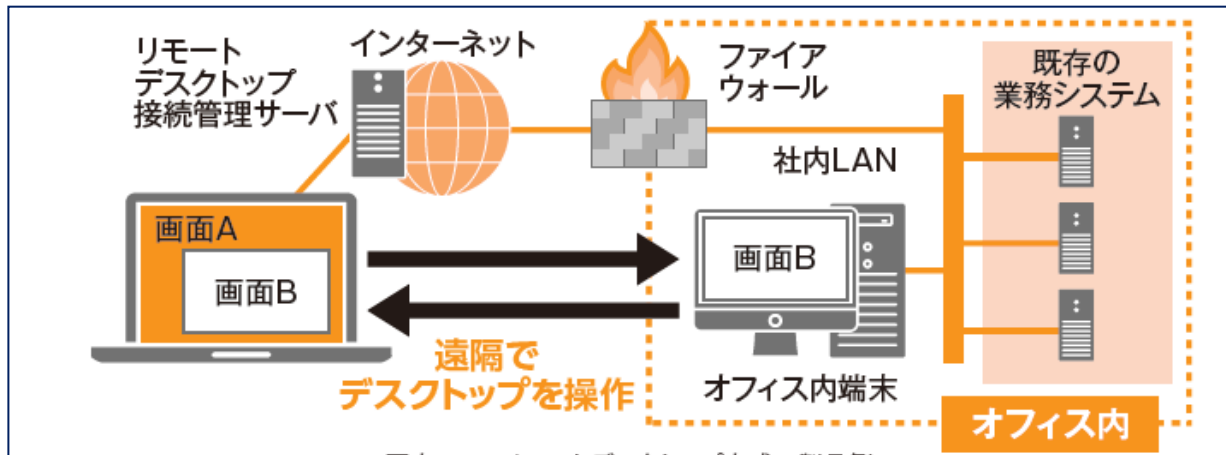 リモート
デスクトップ
接続管理サーバ
インターネット
ファイア
ウォール
既存の
業務システム
社内LAN
画面A
画面B
画面B
遠隔で
デスクトップを操作
オフィス内端末
オフィス内